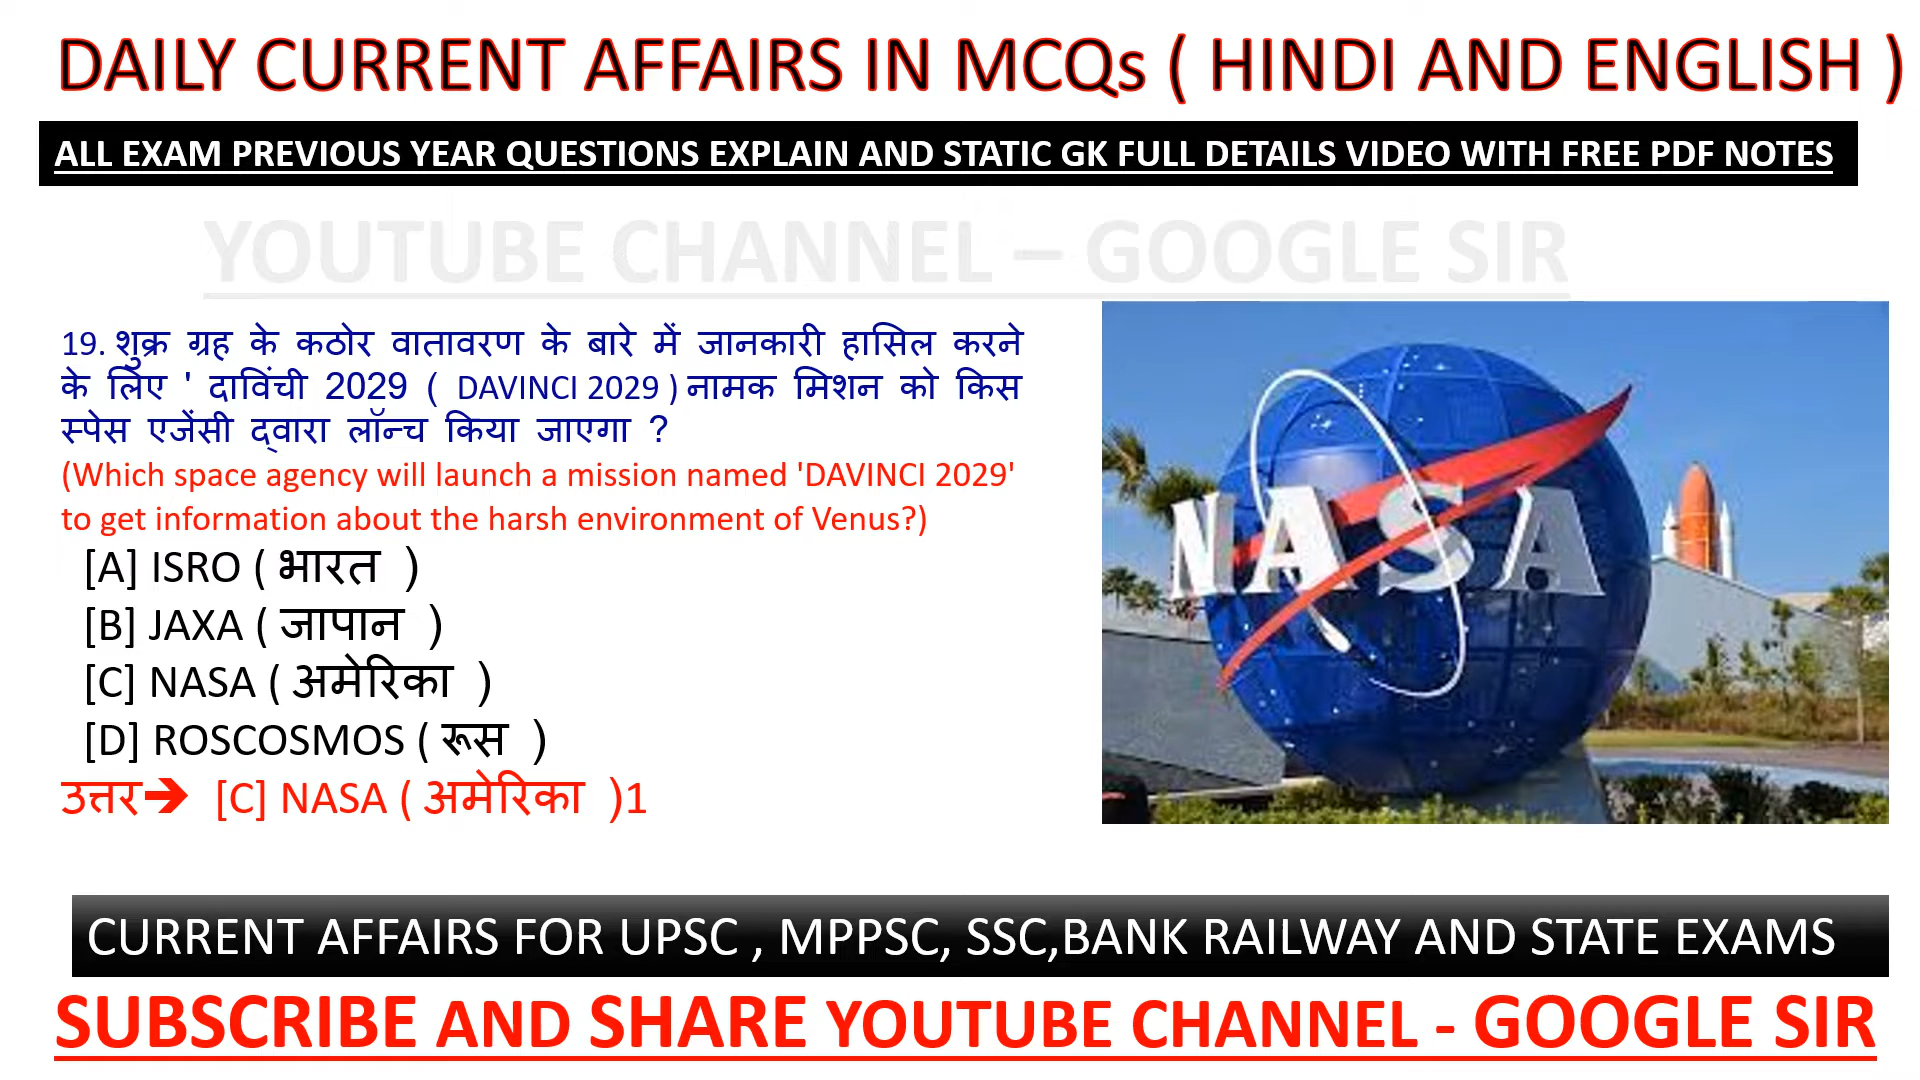 DAILY CURRENT AFFAIRS IN MCQs ( HINDI AND ENGLISH )
ALL EXAM PREVIOUS YEAR QUESTIONS EXPLAIN AND STATIC GK FULL DETAILS VIDEO WITH FREE PDF NOTES
YOUTUBE CHANNEL – GOOGLE SIR
19. शुक्र ग्रह के कठोर वातावरण के बारे में जानकारी हासिल करने
के लिए ' दाविंची 2029 ( DAVINCI 2029 ) नामक मिशन को किस
स्पेस एजेंसी द्वारा लॉन्च किया जाएगा ?
(Which space agency will launch a mission named 'DAVINCI 2029'
to get information about the harsh environment of Venus?)
[A] ISRO ( भारत )
[B] JAXA ( जापान )
[C] NASA ( अमेरिका )
[D] ROSCOSMOS ( रूस )
उत्तर➔ [C] NASA ( अमेरिका )1
NASA
CURRENT AFFAIRS FOR UPSC , MPPSC, SSC,BANK RAILWAY AND STATE EXAMS
SUBSCRIBE AND SHARE YOUTUBE CHANNEL - GOOGLE SIR